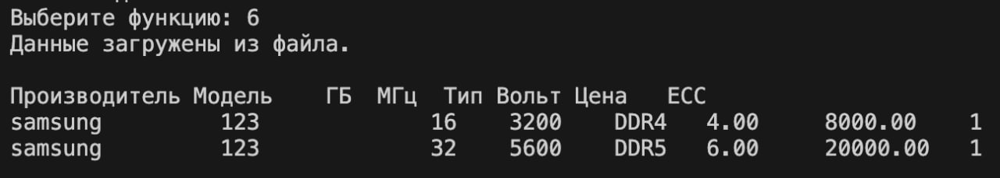 Выберите функцию: 6
Данные загружены из файла.
Производитель Модель ГБ МГц Тип Вольт Цена ECC
samsung 123 16 3200 DDR4 4.00 8000.00 1
samsung 123 32 5600 DDR5 6.00 20000.00 1